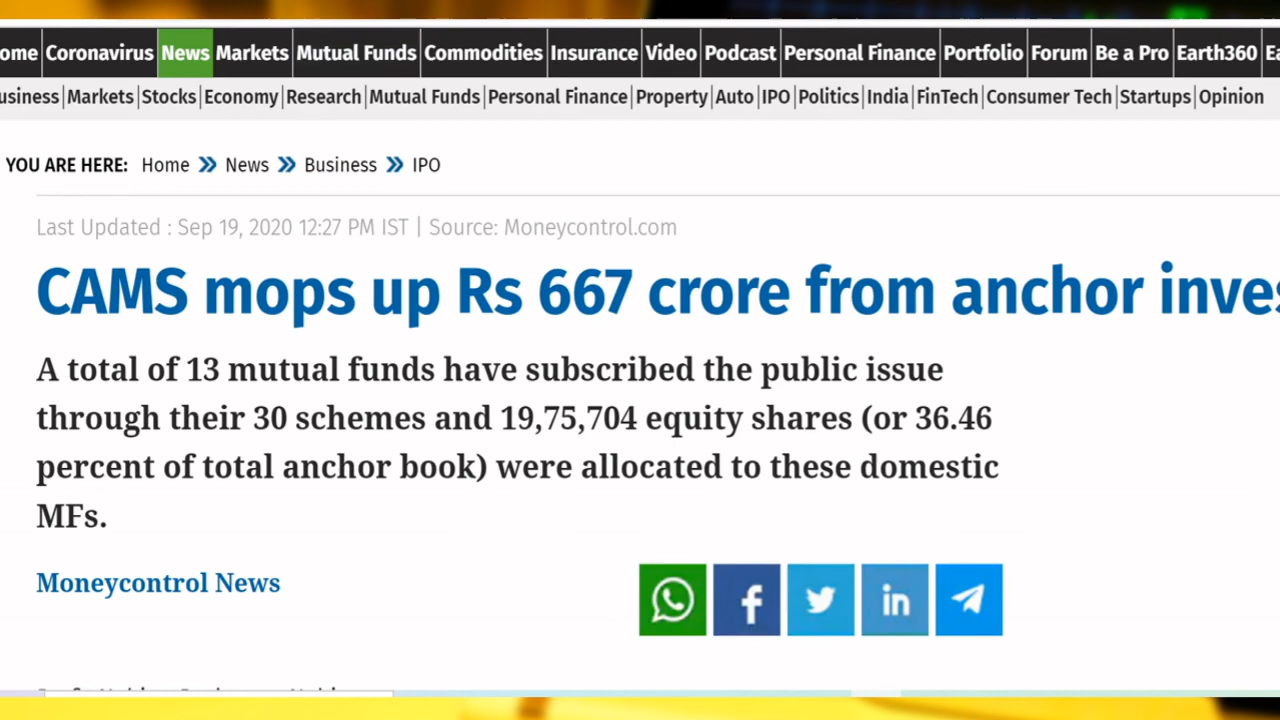 ome Coronavirus News Markets Mutual Funds Commodities Insurance Video Podcast Personal Finance Portfolio Forum Be a Pro Earth360 Ea
usiness Markets Stocks Economy Research Mutual Funds Personal Finance Property Auto IPO Politics India FinTech Consumer Tech Startups Opinion
YOU ARE HERE: Home News Business IPO
Last Updated : Sep 19, 2020 12:27 PM IST | Source: Moneycontrol.com
CAMS mops up Rs 667 crore from anchor inves
A total of 13 mutual funds have subscribed the public issue
through their 30 schemes and 19,75,704 equity shares (or 36.46
percent of total anchor book) were allocated to these domestic
MFs.
Moneycontrol News